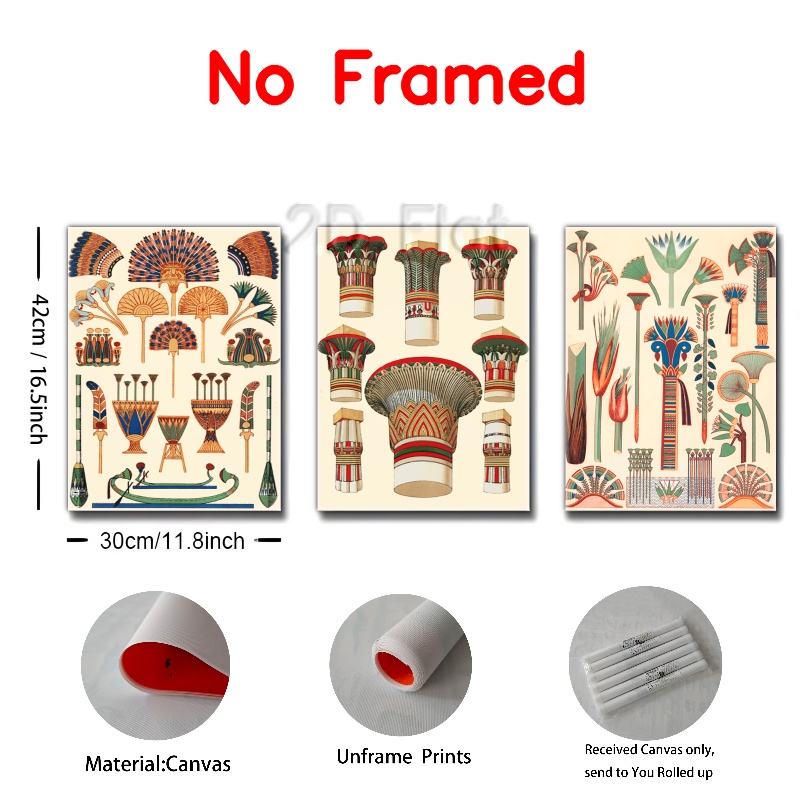 No Framed
2D Flat
42cm / 16.5inch
30cm/11.8inch
Material:Canvas
Unframe Prints
Received Canvas only,
send to You Rolled up